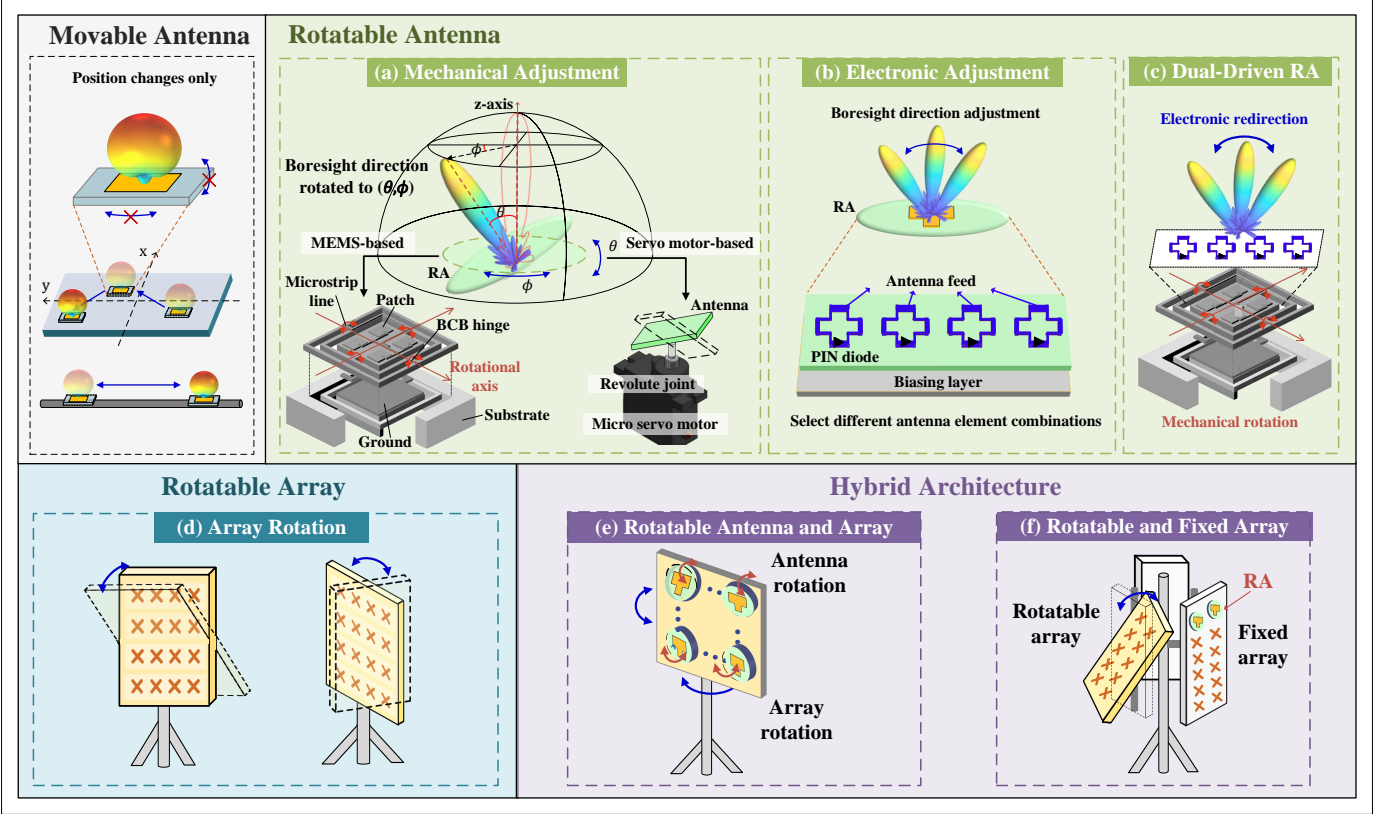 Movable Antenna
Position changes only
x
y
Rotatable Antenna
(a) Mechanical Adjustment
z-axis
ϕ
Boresight direction
rotated to (θ,ϕ)
θ
MEMS-based
RA
θ
ϕ
Servo motor-based
Microstrip
line
Patch
BCB hinge
Rotational
axis
Substrate
Ground
Antenna
Revolute joint
Micro servo motor
(b) Electronic Adjustment
Boresight direction adjustment
RA
Antenna feed
PIN diode
Biasing layer
Select different antenna element combinations
(c) Dual-Driven RA
Electronic redirection
Mechanical rotation
Rotatable Array
(d) Array Rotation
Hybrid Architecture
(e) Rotatable Antenna and Array
Antenna
rotation
Array
rotation
(f) Rotatable and Fixed Array
RA
Rotatable
array
Fixed
array